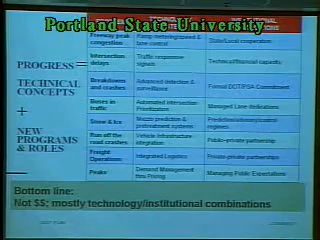 Portland State University
Freeway peak congestion
Ramp metering/speed & lane control
State/Local cooperation
PROGRESS =
Intersection delays
Traffic responsive signals
Technical/financial capacity
TECHNICAL CONCEPTS
Breakdowns and crashes
Advanced detection & surveillance
Formal DOT/PSA Commitment
+
Buses in traffic
Automated Intersection Prioritization
Managed Lane dedications
NEW PROGRAMS & ROLES
Snow & Ice
pretreatment systems
regimes
Run off the road crashes
Vehicle Infrastructure integration
Public-private partnership
Freight Operations
Integrated Logistics
Private-private partnerships
Peaks
Demand Management thru Pricing
Managing Public Expectations
Bottom line:
Not $$; mostly technology/institutional combinations